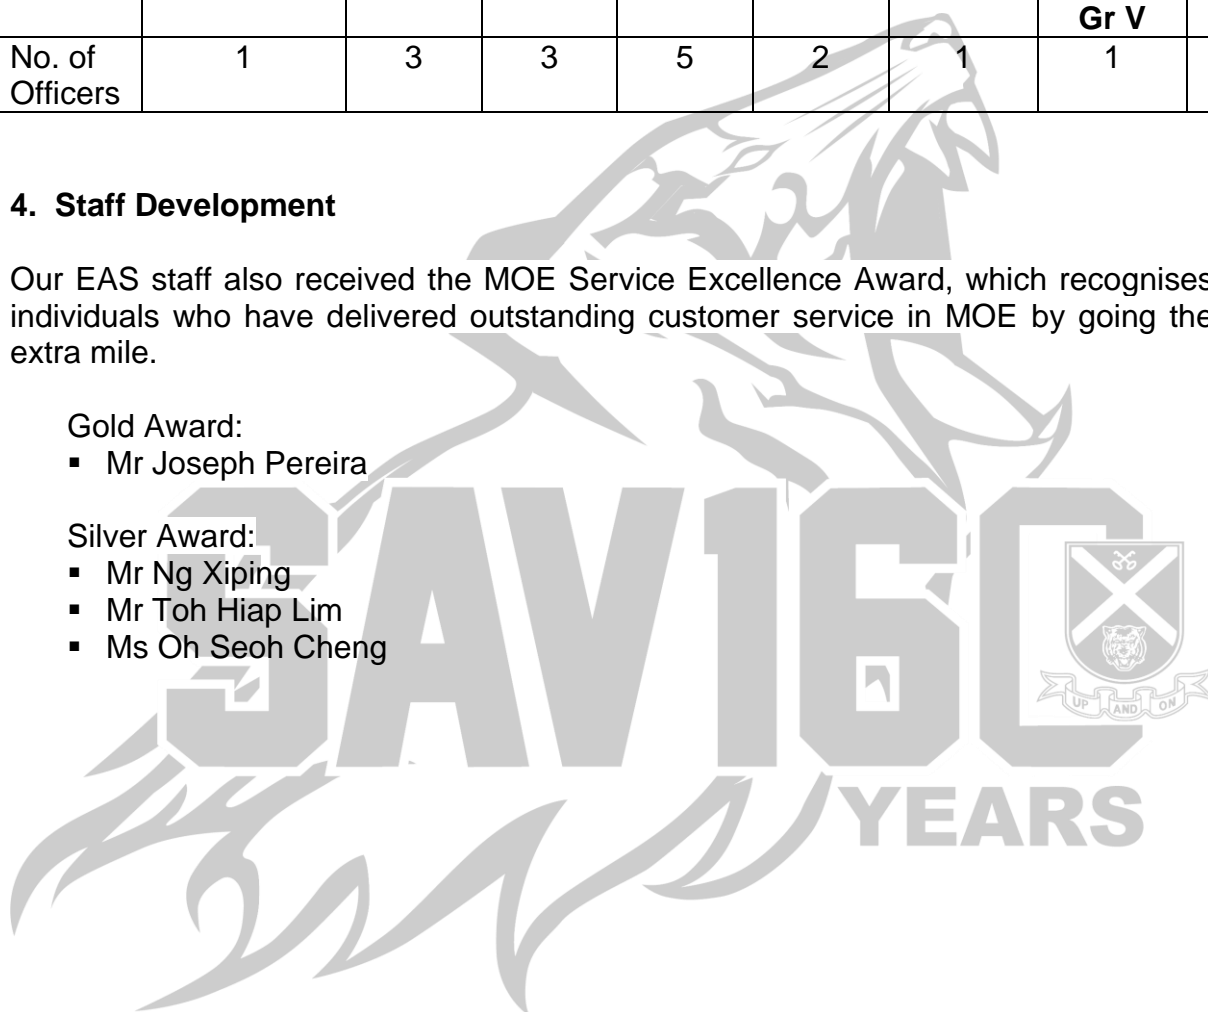 Gr V
No. of 1 3 3 5 2 1 1
Officers
4. Staff Development
Our EAS staff also received the MOE Service Excellence Award, which recognises
individuals who have delivered outstanding customer service in MOE by going the
extra mile.
Gold Award:
▪ Mr Joseph Pereira
Silver Award:
▪ Mr Ng Xiping
▪ Mr Toh Hiap Lim
▪ Ms Oh Seoh Cheng
SAV160
UP AND ON
YEARS